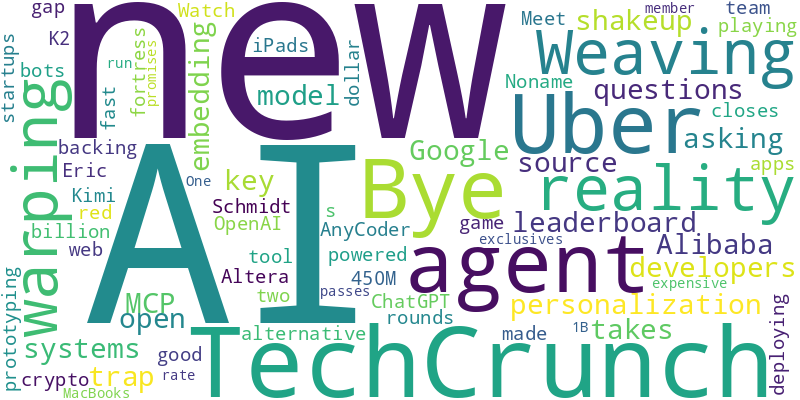 new
AI
TechCrunch
Uber
agent
Bye
reality
Weaving
warping
Google
model
embedding
key
source
questions
asking
shakeup
leaderboard
Alibaba
developers
personalization
takes
systems
trap
open
MCP
crypto
alternative
powered
AnyCoder
OpenAI
Schmidt
Altera
tool
two
450M
ChatGPT
rounds
game
exclusives
made
1B
expensive
deploying
closes
apps
Noname
playing
team
member
Meet
iPads
dollar
Watch
promises
fortress
run
fast
gap
K2
bots
startups
backing
Eric
Kimi
red
billion
web
One
s
passes
prototyping
good
rate
MacBooks